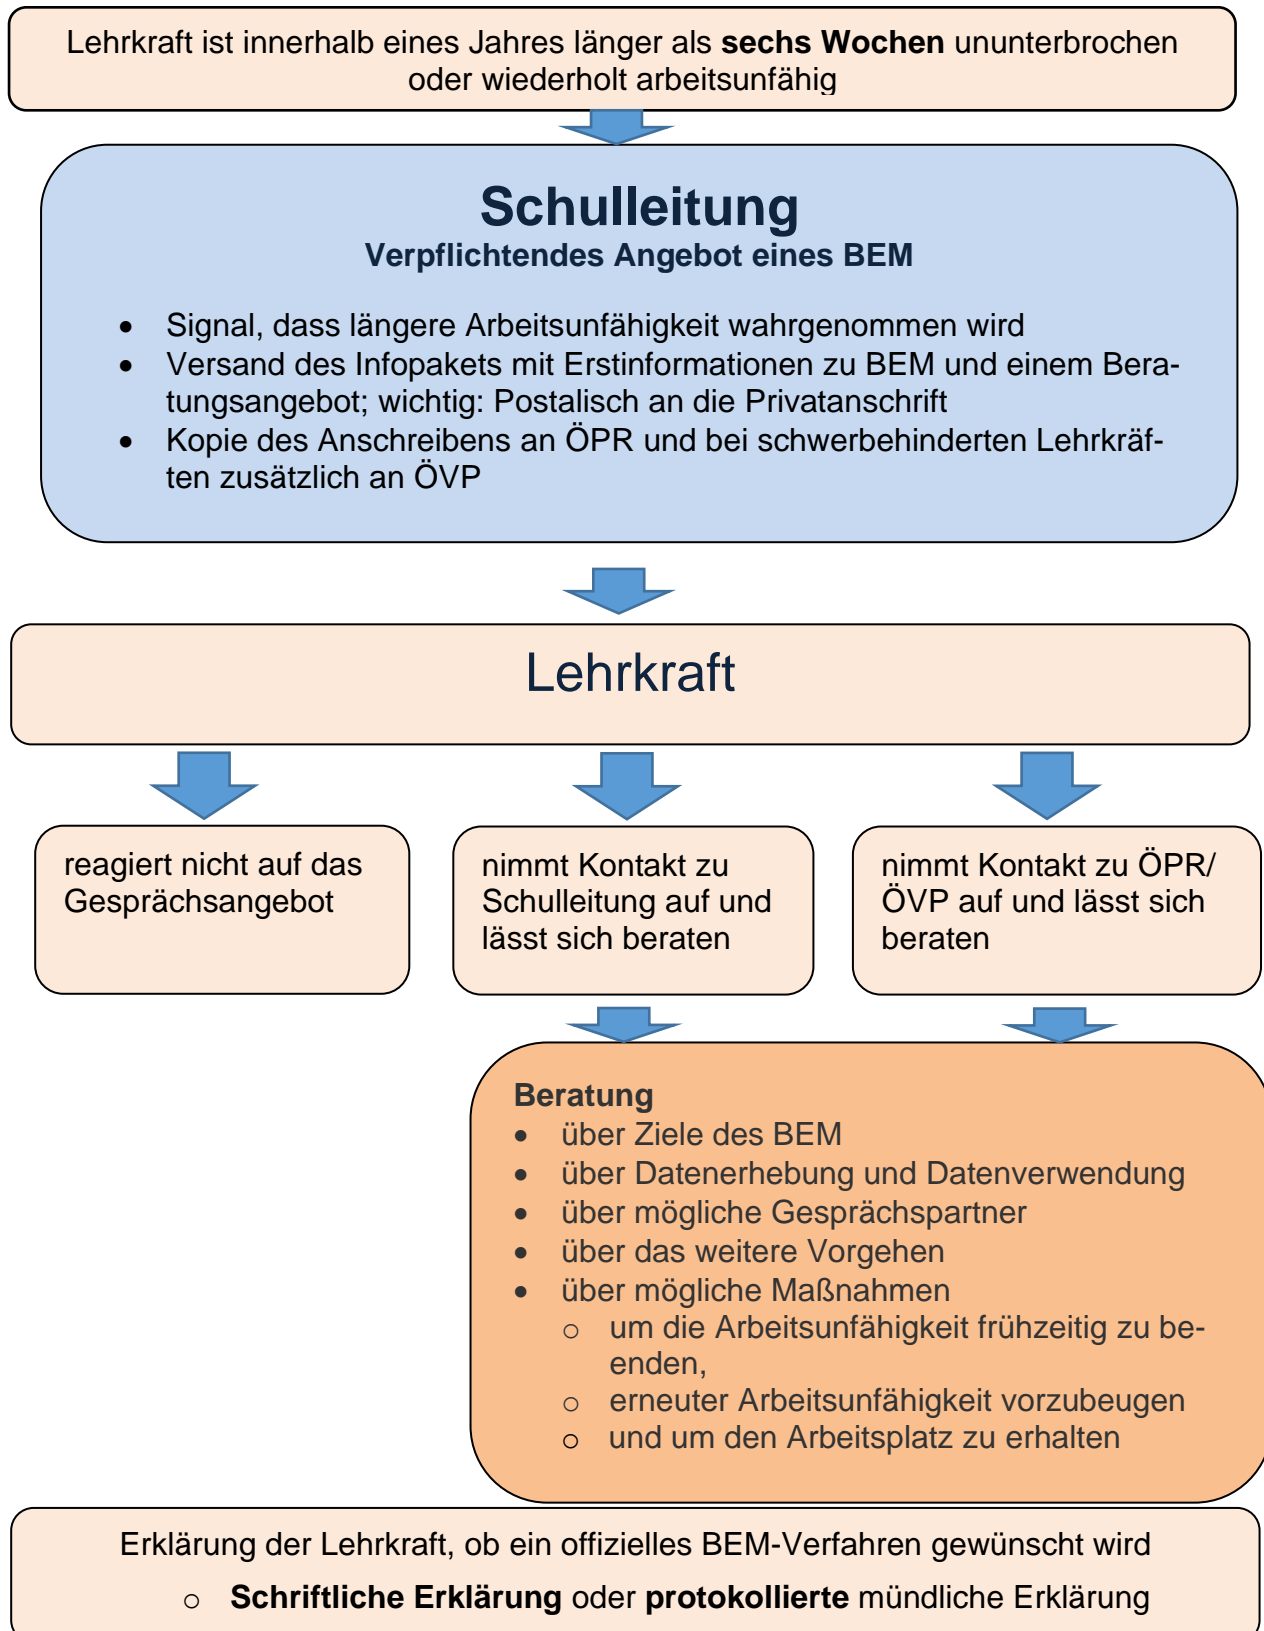 Lehrkraft ist innerhalb eines Jahres länger als sechs Wochen ununterbrochen
oder wiederholt arbeitsunfähig
Schulleitung
Verpflichtendes Angebot eines BEM
• Signal, dass längere Arbeitsunfähigkeit wahrgenommen wird
• Versand des Infopakets mit Erstinformationen zu BEM und einem Bera-
tungsangebot; wichtig: Postalisch an die Privatanschrift
• Kopie des Anschreibens an ÖPR und bei schwerbehinderten Lehrkräf-
ten zusätzlich an ÖVP
Lehrkraft
reagiert nicht auf das
Gesprächsangebot
nimmt Kontakt zu
Schulleitung auf und
lässt sich beraten
nimmt Kontakt zu ÖPR/
ÖVP auf und lässt sich
beraten
Beratung
• über Ziele des BEM
• über Datenerhebung und Datenverwendung
• über mögliche Gesprächspartner
• über das weitere Vorgehen
• über mögliche Maßnahmen
o um die Arbeitsunfähigkeit frühzeitig zu be-
enden,
o erneuter Arbeitsunfähigkeit vorzubeugen
o und um den Arbeitsplatz zu erhalten
Erklärung der Lehrkraft, ob ein offizielles BEM-Verfahren gewünscht wird
o Schriftliche Erklärung oder protokollierte mündliche Erklärung